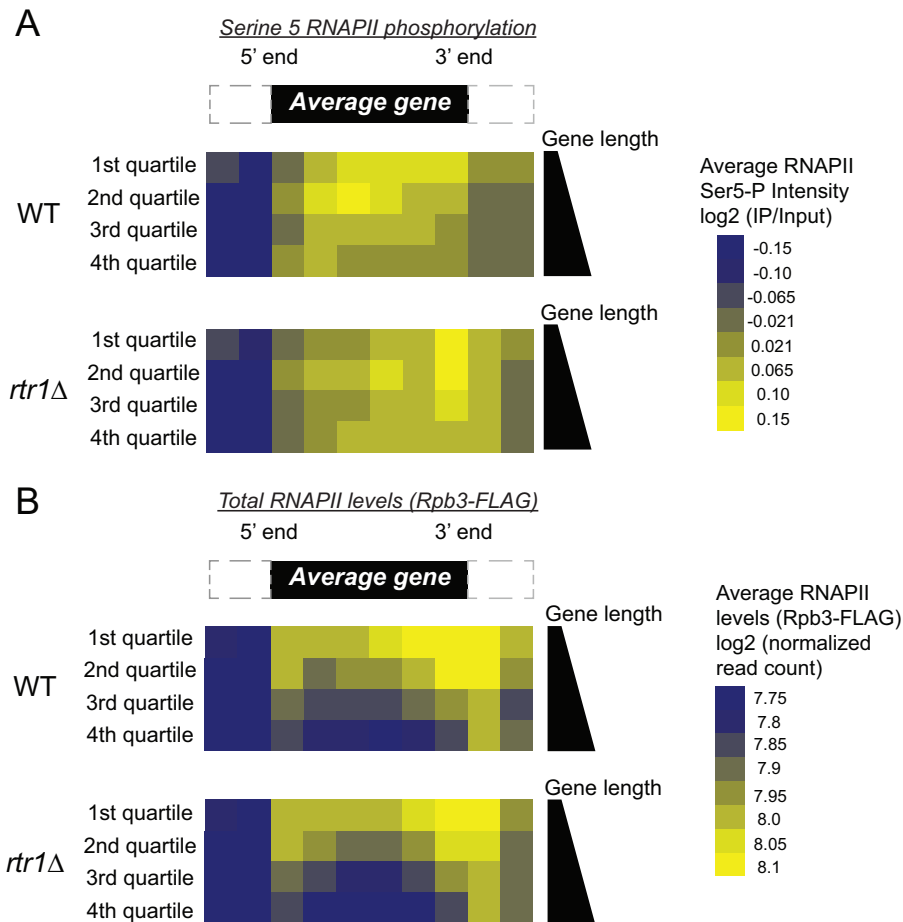 A
Serine 5 RNAPII phosphorylation
5’ end 3’ end
Average gene
Gene length
WT
1st quartile
2nd quartile
3rd quartile
4th quartile
Average RNAPII
Ser5-P Intensity
log2 (IP/Input)
-0.15
-0.10
-0.065
-0.021
0.021
0.065
0.10
0.15
Gene length
rtr1Δ
1st quartile
2nd quartile
3rd quartile
4th quartile
B
Total RNAPII levels (Rpb3-FLAG)
5’ end 3’ end
Average gene
Gene length
WT
1st quartile
2nd quartile
3rd quartile
4th quartile
Average RNAPII
levels (Rpb3-FLAG)
log2 (normalized
read count)
7.75
7.8
7.85
7.9
7.95
8.0
8.05
8.1
Gene length
rtr1Δ
1st quartile
2nd quartile
3rd quartile
4th quartile